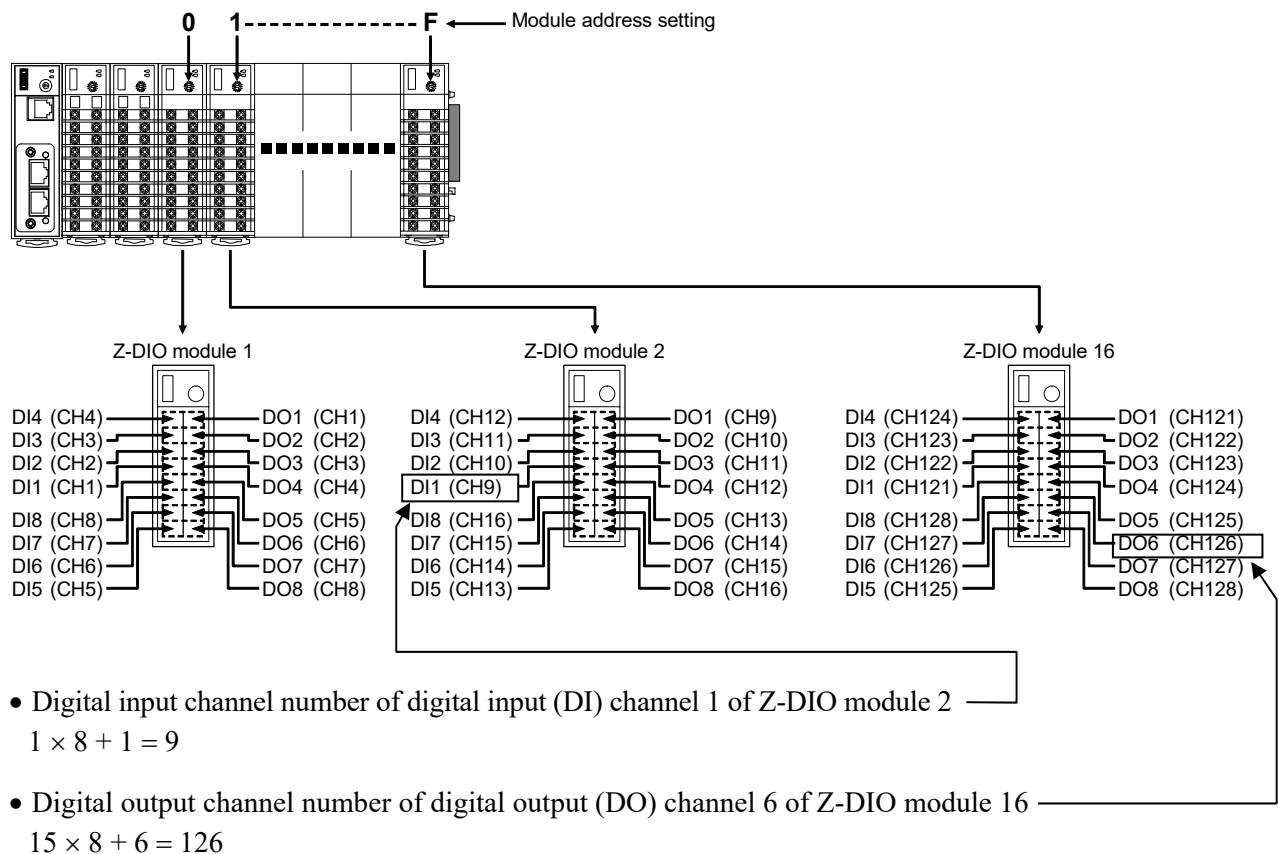 0 1 F Module address setting
Z-DIO module 1 Z-DIO module 2 Z-DIO module 16
DI4 (CH4) DO1 (CH1) DI4 (CH12) DO1 (CH9) DI4 (CH124) DO1 (CH121)
DI3 (CH3) DO2 (CH2) DI3 (CH11) DO2 (CH10) DI3 (CH123) DO2 (CH122)
DI2 (CH2) DO3 (CH3) DI2 (CH10) DO3 (CH11) DI2 (CH122) DO3 (CH123)
DI1 (CH1) DO4 (CH4) DI1 (CH9) DO4 (CH12) DI1 (CH121) DO4 (CH124)
DI8 (CH8) DO5 (CH5) DI8 (CH16) DO5 (CH13) DI8 (CH128) DO5 (CH125)
DI7 (CH7) DO6 (CH6) DI7 (CH15) DO6 (CH14) DI7 (CH127) DO6 (CH126)
DI6 (CH6) DO7 (CH7) DI6 (CH14) DO7 (CH15) DI6 (CH126) DO7 (CH127)
DI5 (CH5) DO8 (CH8) DI5 (CH13) DO8 (CH16) DI5 (CH125) DO8 (CH128)
• Digital input channel number of digital input (DI) channel 1 of Z-DIO module 2
1 × 8 + 1 = 9
• Digital output channel number of digital output (DO) channel 6 of Z-DIO module 16
15 × 8 + 6 = 126